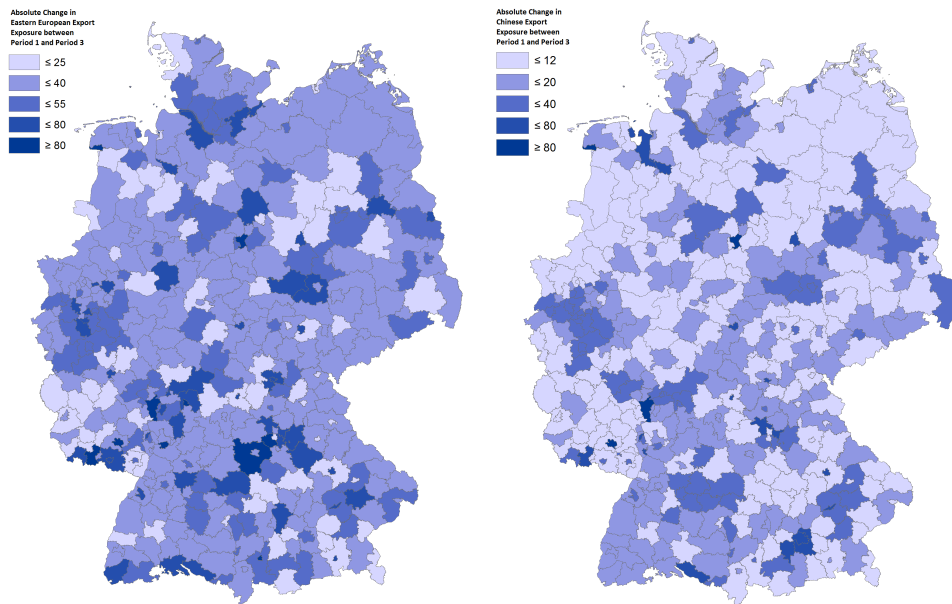 Absolute Change in
Eastern European Export
Exposure between
Period 1 and Period 3
≤ 25
≤ 40
≤ 55
≤ 80
≥ 80
Absolute Change in
Chinese Export
Exposure between
Period 1 and Period 3
≤ 12
≤ 20
≤ 40
≤ 80
≥ 80